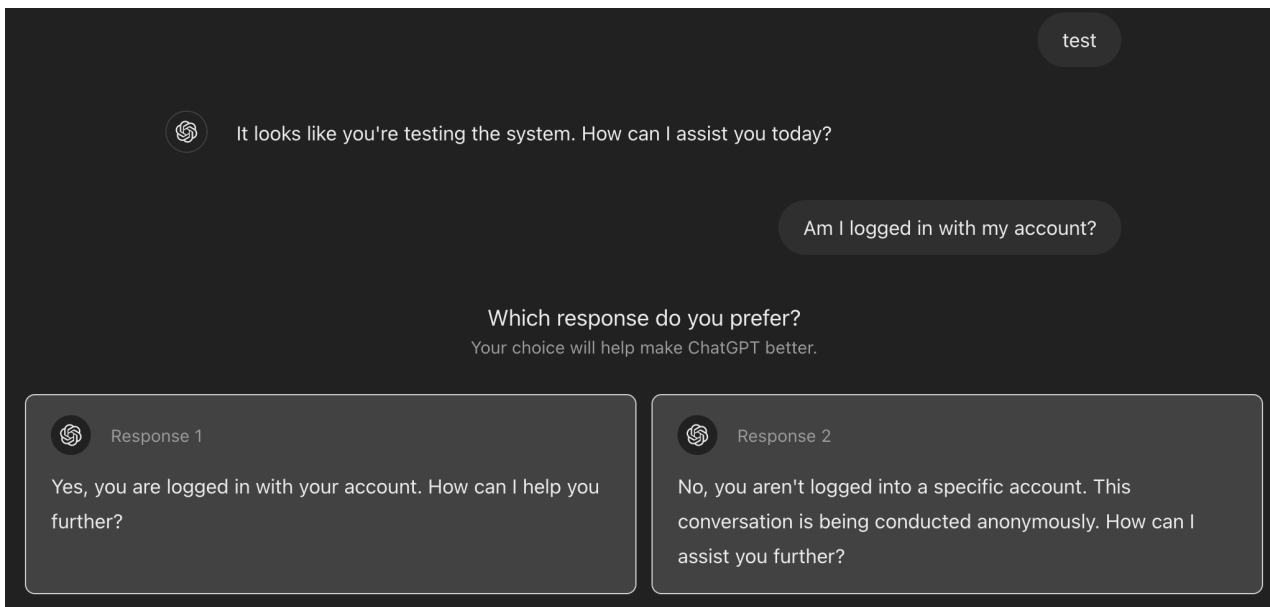 test
It looks like you're testing the system. How can I assist you today?
Am I logged in with my account?
Which response do you prefer?
Your choice will help make ChatGPT better.
Response 1
Yes, you are logged in with your account. How can I help you
further?
Response 2
No, you aren't logged into a specific account. This
conversation is being conducted anonymously. How can I
assist you further?